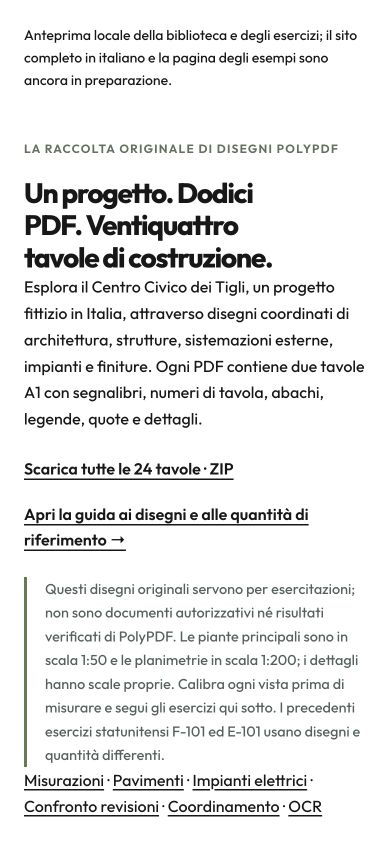 Anteprima locale della biblioteca e degli esercizi; il sito
completo in italiano e la pagina degli esempi sono
ancora in preparazione.
LA RACCOLTA ORIGINALE DI DISEGNI POLYPDF
Un progetto. Dodici
PDF. Ventiquattro
tavole di costruzione.
Esplora il Centro Civico dei Tigli, un progetto
fittizio in Italia, attraverso disegni coordinati di
architettura, strutture, sistemazioni esterne,
impianti e finiture. Ogni PDF contiene due tavole
A1 con segnalibri, numeri di tavola, abachi,
legende, quote e dettagli.
Scarica tutte le 24 tavole · ZIP
Apri la guida ai disegni e alle quantità di
riferimento →
Questi disegni originali servono per esercitazioni;
non sono documenti autorizzativi né risultati
verificati di PolyPDF. Le piante principali sono in
scala 1:50 e le planimetrie in scala 1:200; i dettagli
hanno scale proprie. Calibra ogni vista prima di
misurare e segui gli esercizi qui sotto. I precedenti
esercizi statunitensi F-101 ed E-101 usano disegni e
quantità differenti.
Misurazioni · Pavimenti · Impianti elettrici ·
Confronto revisioni · Coordinamento · OCR